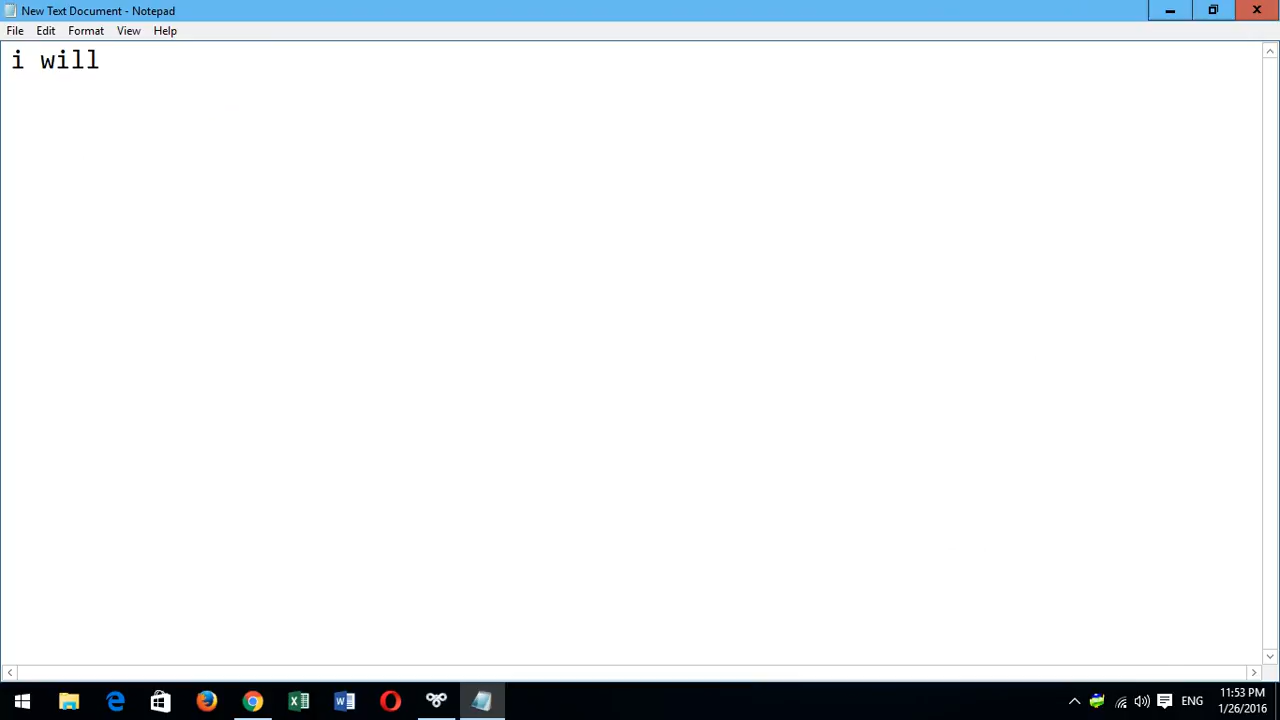 New Text Document - Notepad
File Edit Format View Help
i will
ENG
11:53 PM
1/26/2016